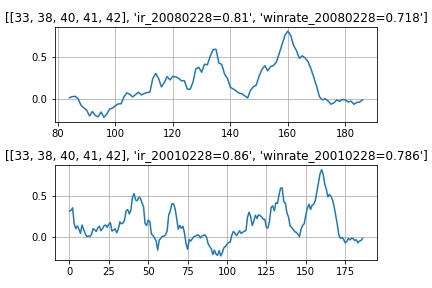 [[33, 38, 40, 41, 42], 'ir_20080228=0.81', 'winrate_20080228=0.718']
0.5
0.0
80 100 120 140 160 180
[[33, 38, 40, 41, 42], 'ir_20010228=0.86', 'winrate_20010228=0.786']
0.5
0.0
0 25 50 75 100 125 150 175